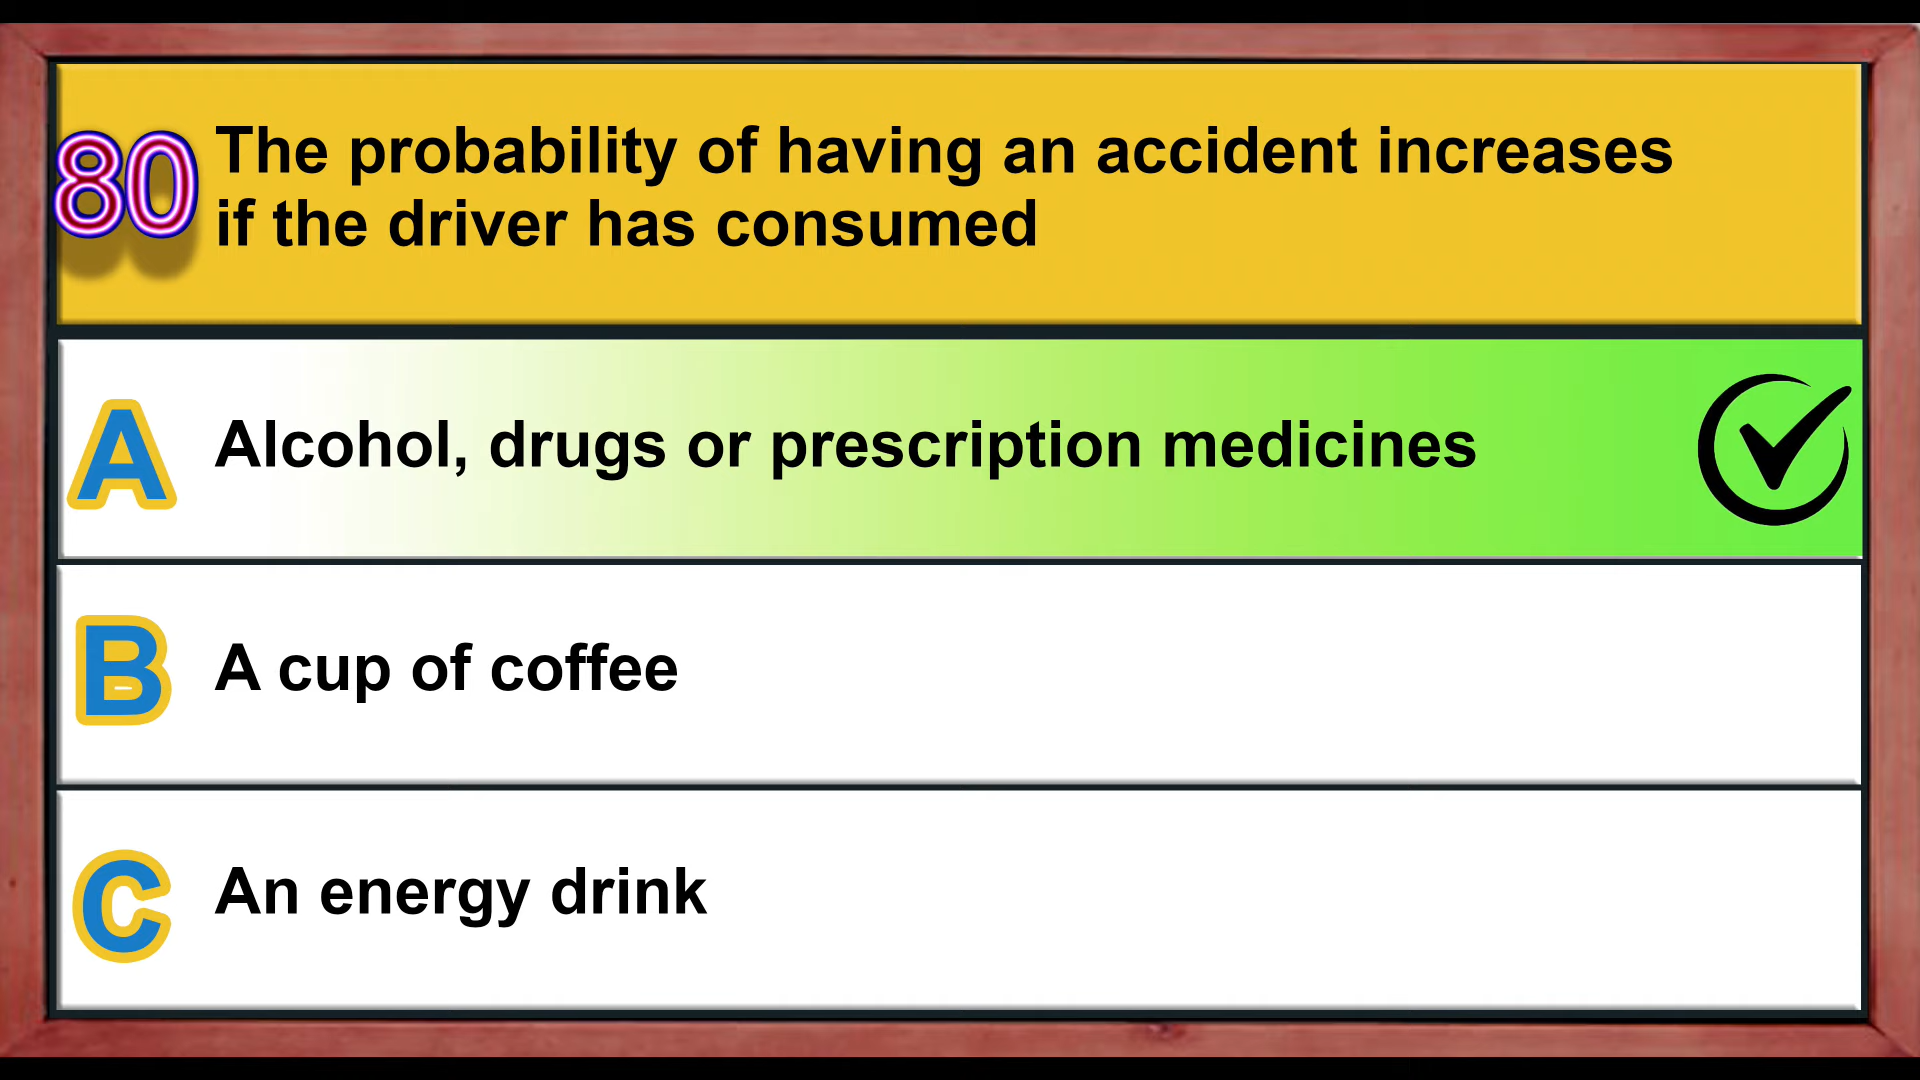 80 The probability of having an accident increases
if the driver has consumed
A Alcohol, drugs or prescription medicines
B A cup of coffee
C An energy drink